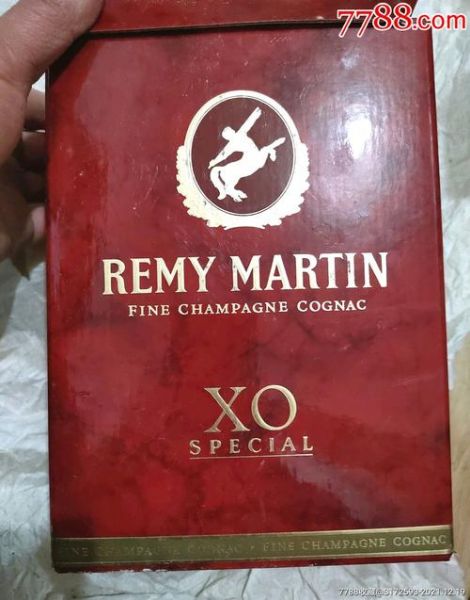 7788.com
REMY MARTIN
FINE CHAMPAGNE COGNAC
XO
SPECIAL
FINE CHAMPAGNE COGNAC • FINE CHAMPAGNE COGNAC